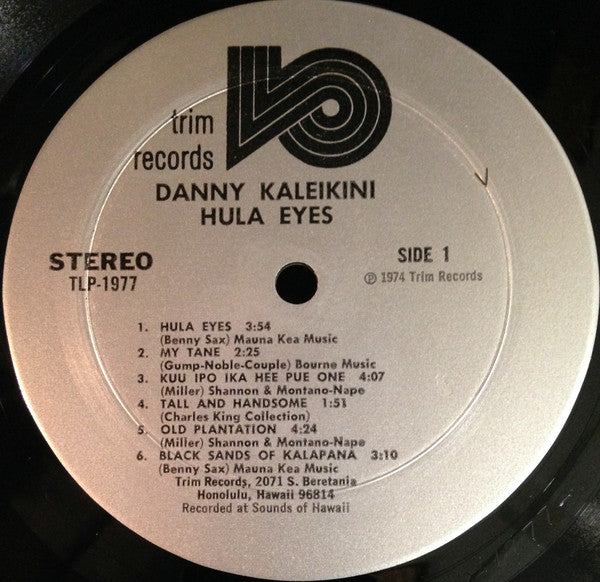 trim
records
DANNY KALEIKINI
HULA EYES
STEREO
TLP-1977
SIDE 1
℗ 1974 Trim Records
1. HULA EYES 3:54
(Benny Sax) Mauna Kea Music
2. MY TANE 2:25
(Gump-Noble-Couple) Bourne Music
3. KUU IPO IKA HEE PUE ONE 4:07
(Miller) Shannon & Montano-Nape
4. TALL AND HANDSOME 1:51
(Charles King Collection)
5. OLD PLANTATION 4:24
(Miller) Shannon & Montano-Nape
6. BLACK SANDS OF KALAPANA 3:10
(Benny Sax) Mauna Kea Music
Trim Records, 2071 S. Beretania
Honolulu, Hawaii 96814
Recorded at Sounds of Hawaii